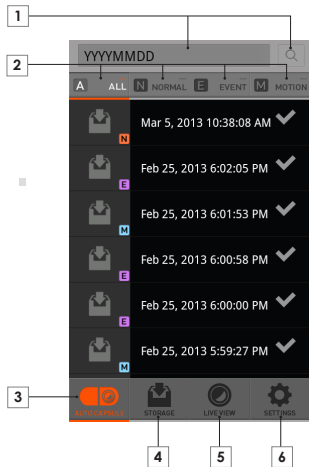 1
YYYYMMDD
2
A ALL N NORMAL E EVENT M MOTION
Mar 5, 2013 10:38:08 AM
N
Feb 25, 2013 6:02:05 PM
E
Feb 25, 2013 6:01:53 PM
M
Feb 25, 2013 6:00:58 PM
E
Feb 25, 2013 6:00:00 PM
E
Feb 25, 2013 5:59:27 PM
M
3
AUTO CAPSULE STORAGE LIVE VIEW SETTINGS
4 5 6